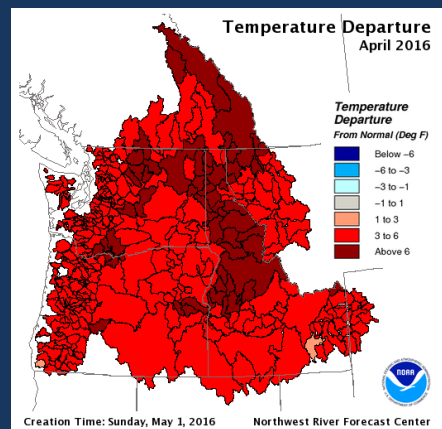 Temperature Departure
April 2016
Temperature
Departure
From Normal (Deg F)
Below -6
-6 to -3
-3 to -1
-1 to 1
1 to 3
3 to 6
Above 6
NOAA
Creation Time: Sunday, May 1, 2016 Northwest River Forecast Center